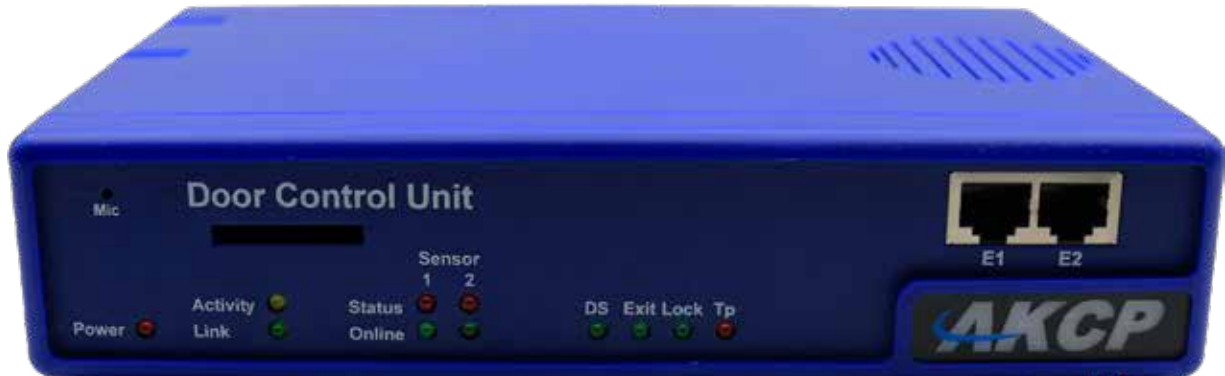 Mic
Door Control Unit
Sensor
1 2
Activity
Status
Link
Online
Power
DS Exit Lock Tp
E1 E2
AKCP